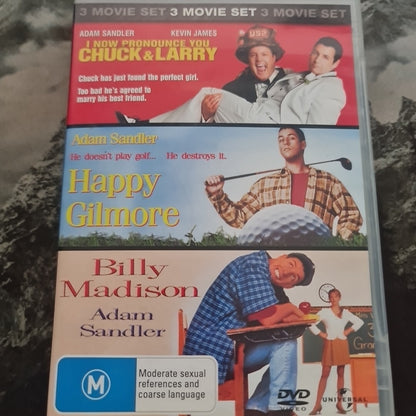 3 MOVIE SET 3 MOVIE SET 3 MOVIE SET
ADAM SANDLER KEVIN JAMES
I NOW PRONOUNCE YOU
CHUCK & LARRY
Chuck has just found the perfect girl.
Too bad he's agreed to
marry his best friend.
Adam Sandler
He doesn't play golf... He destroys it.
Happy
Gilmore
Billy
Madison
Adam
Sandler
M
Moderate sexual
references and
coarse language
DVD
VIDEO
UNIVERSAL